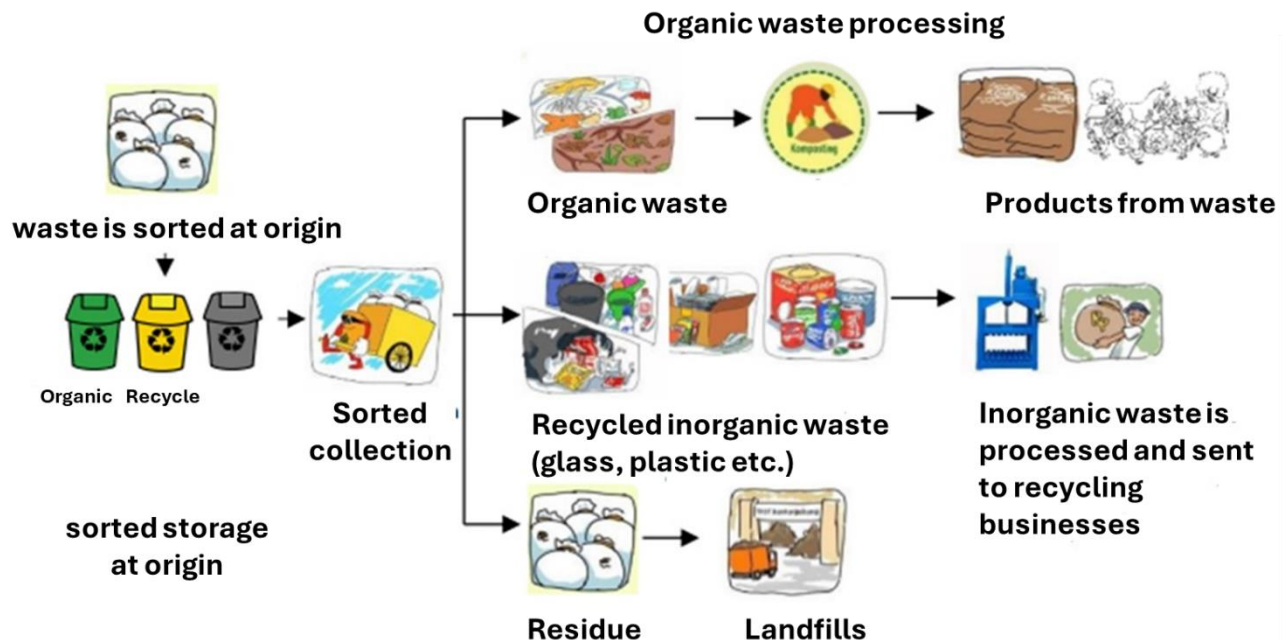 Organic waste processing
waste is sorted at origin
Organic Recycle
Sorted
collection
sorted storage
at origin
Organic waste
Komposting
Products from waste
Recycled inorganic waste
(glass, plastic etc.)
Inorganic waste is
processed and sent
to recycling
businesses
Residue
Landfills